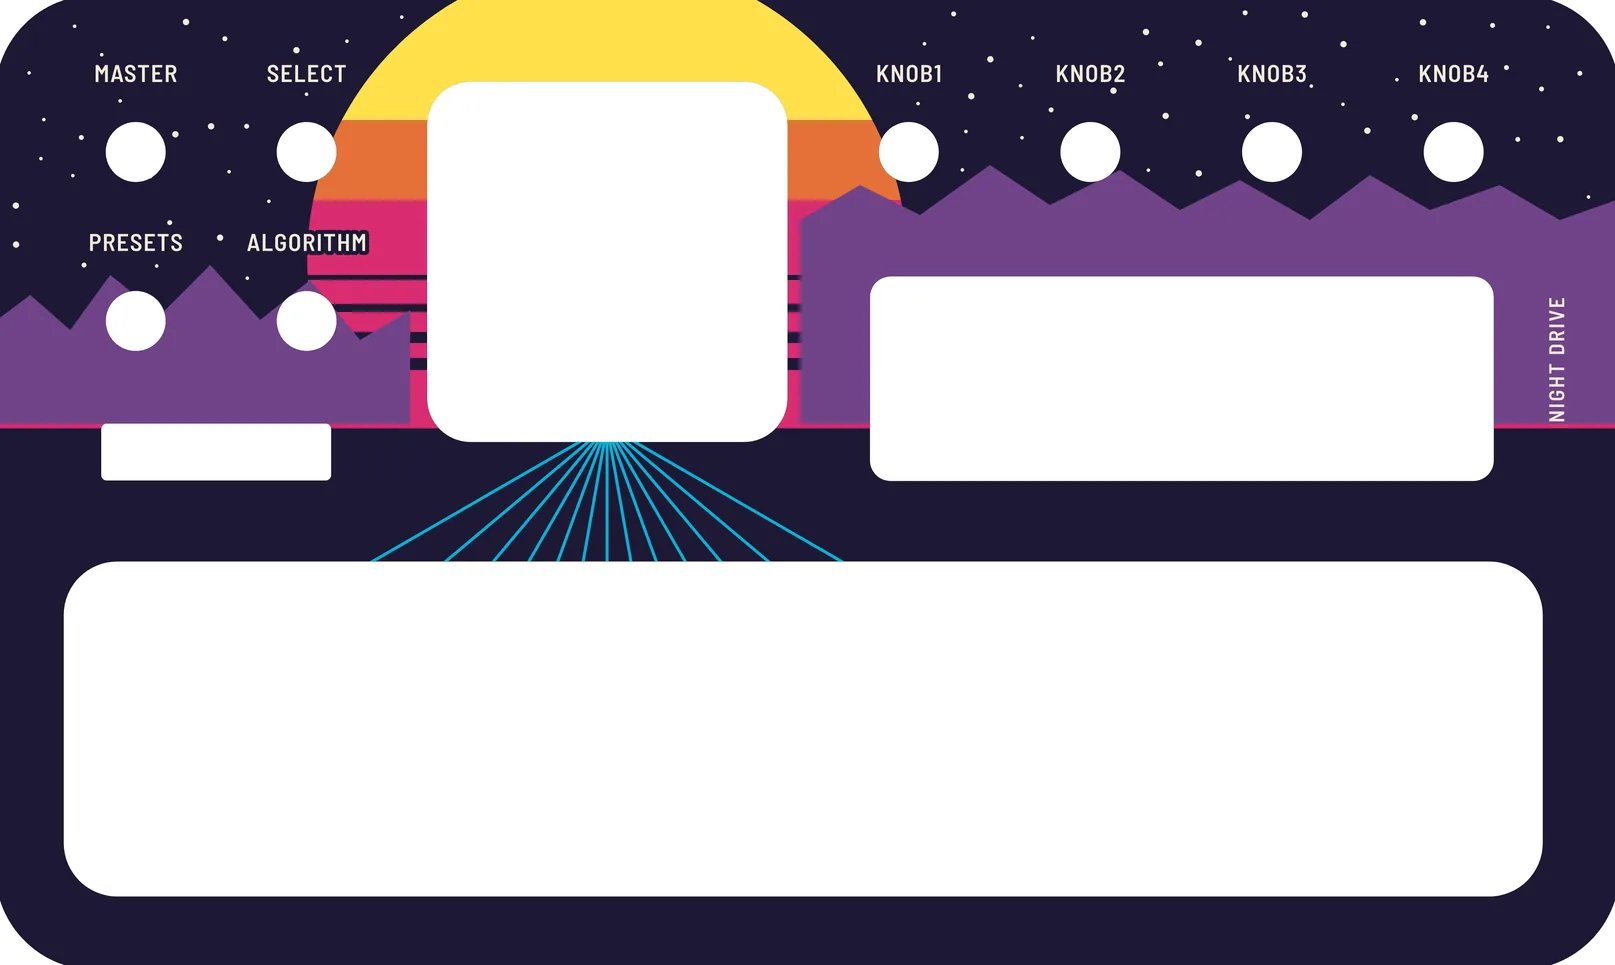 MASTER
SELECT
KNOB1
KNOB2
KNOB3
KNOB4
PRESETS
ALGORITHM
NIGHT DRIVE